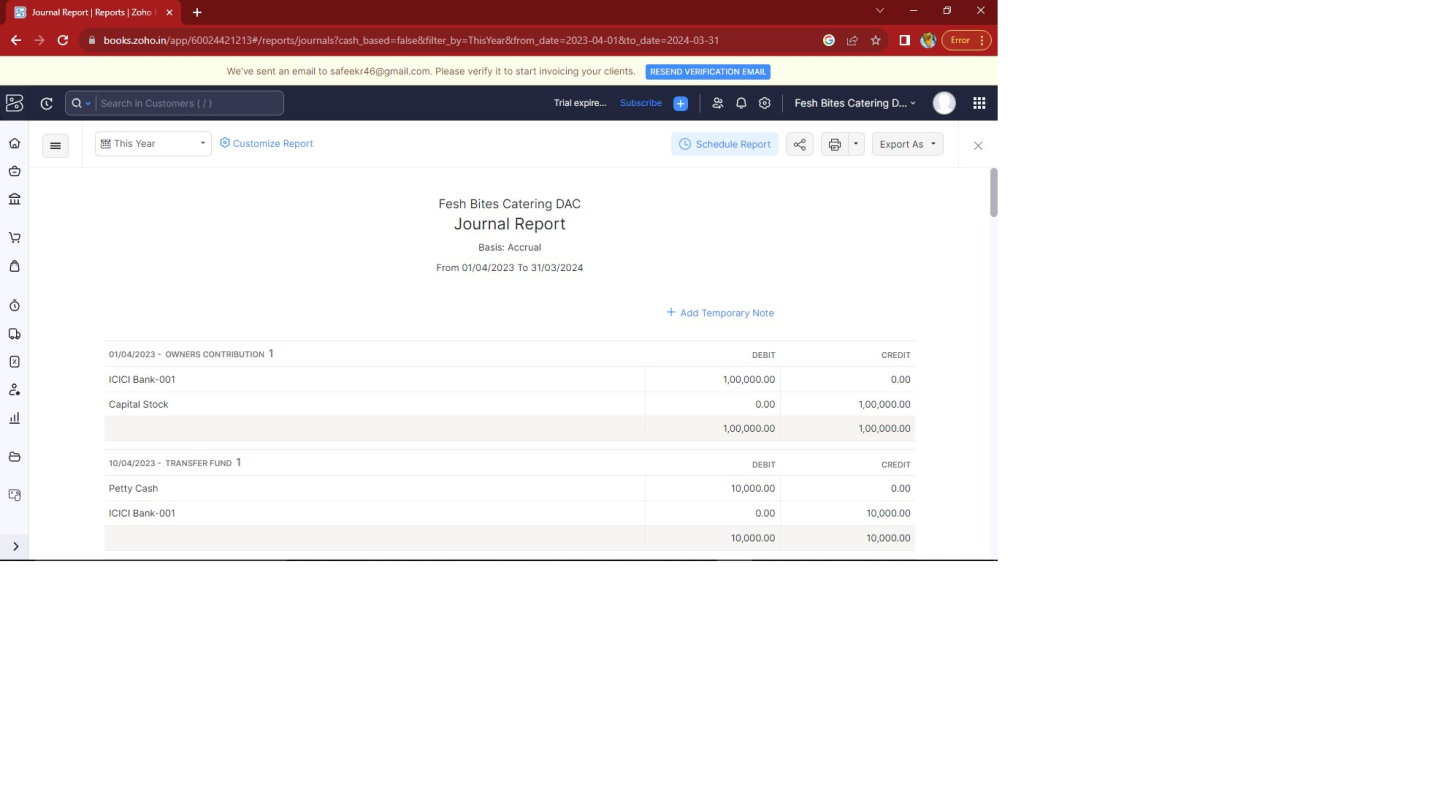 Journal Report | Reports | Zoho
books.zoho.in/app/60024421213#/reports/journals?cash_based=false&filter_by=ThisYear&from_date=2023-04-01&to_date=2024-03-31
Error
We've sent an email to safeekr46@gmail.com. Please verify it to start invoicing your clients. RESEND VERIFICATION EMAIL
Search in Customers ( / )
Trial expire... Subscribe
Fesh Bites Catering D...
This Year
Customize Report
Schedule Report
Export As
Fesh Bites Catering DAC
Journal Report
Basis: Accrual
From 01/04/2023 To 31/03/2024
Add Temporary Note
01/04/2023 - OWNERS CONTRIBUTION 1 DEBIT CREDIT
ICICI Bank-001 1,00,000.00 0.00
Capital Stock 0.00 1,00,000.00
1,00,000.00 1,00,000.00
10/04/2023 - TRANSFER FUND 1 DEBIT CREDIT
Petty Cash 10,000.00 0.00
ICICI Bank-001 0.00 10,000.00
10,000.00 10,000.00